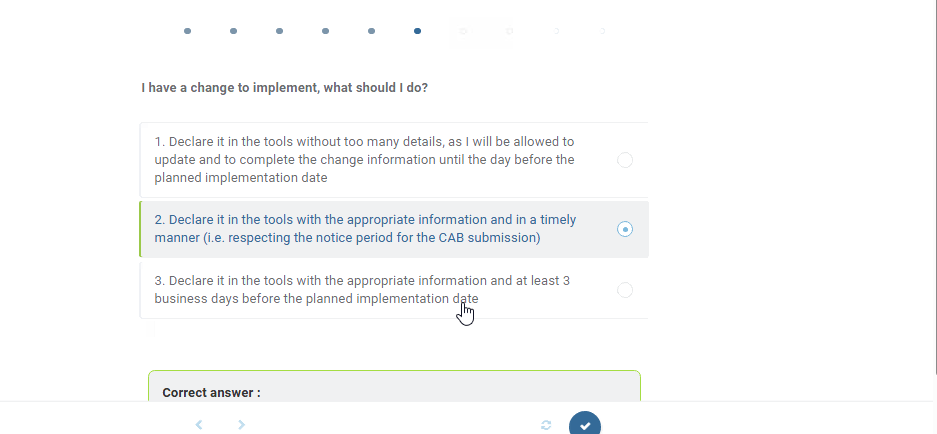 I have a change to implement, what should I do?
1. Declare it in the tools without too many details, as I will be allowed to
update and to complete the change information until the day before the
planned implementation date
2. Declare it in the tools with the appropriate information and in a timely
manner (i.e. respecting the notice period for the CAB submission)
3. Declare it in the tools with the appropriate information and at least 3
business days before the planned implementation date
Correct answer :